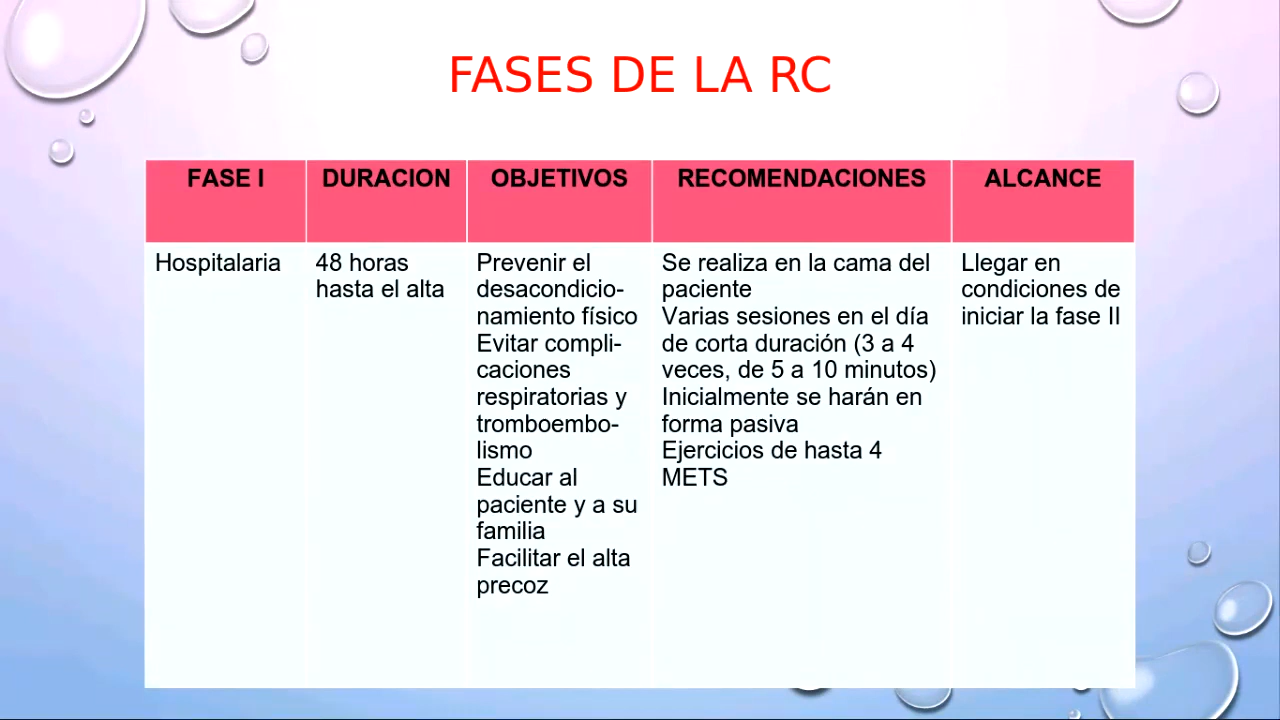 FASES DE LA RC
FASE I
DURACION
OBJETIVOS
RECOMENDACIONES
ALCANCE
Hospitalaria
48 horas
hasta el alta
Prevenir el
desacondicio-
namiento físico
Evitar compli-
caciones
respiratorias y
tromboembo-
lismo
Educar al
paciente y a su
familia
Facilitar el alta
precoz
Se realiza en la cama del
paciente
Varias sesiones en el día
de corta duración (3 a 4
veces, de 5 a 10 minutos)
Inicialmente se harán en
forma pasiva
Ejercicios de hasta 4
METS
Llegar en
condiciones de
iniciar la fase II